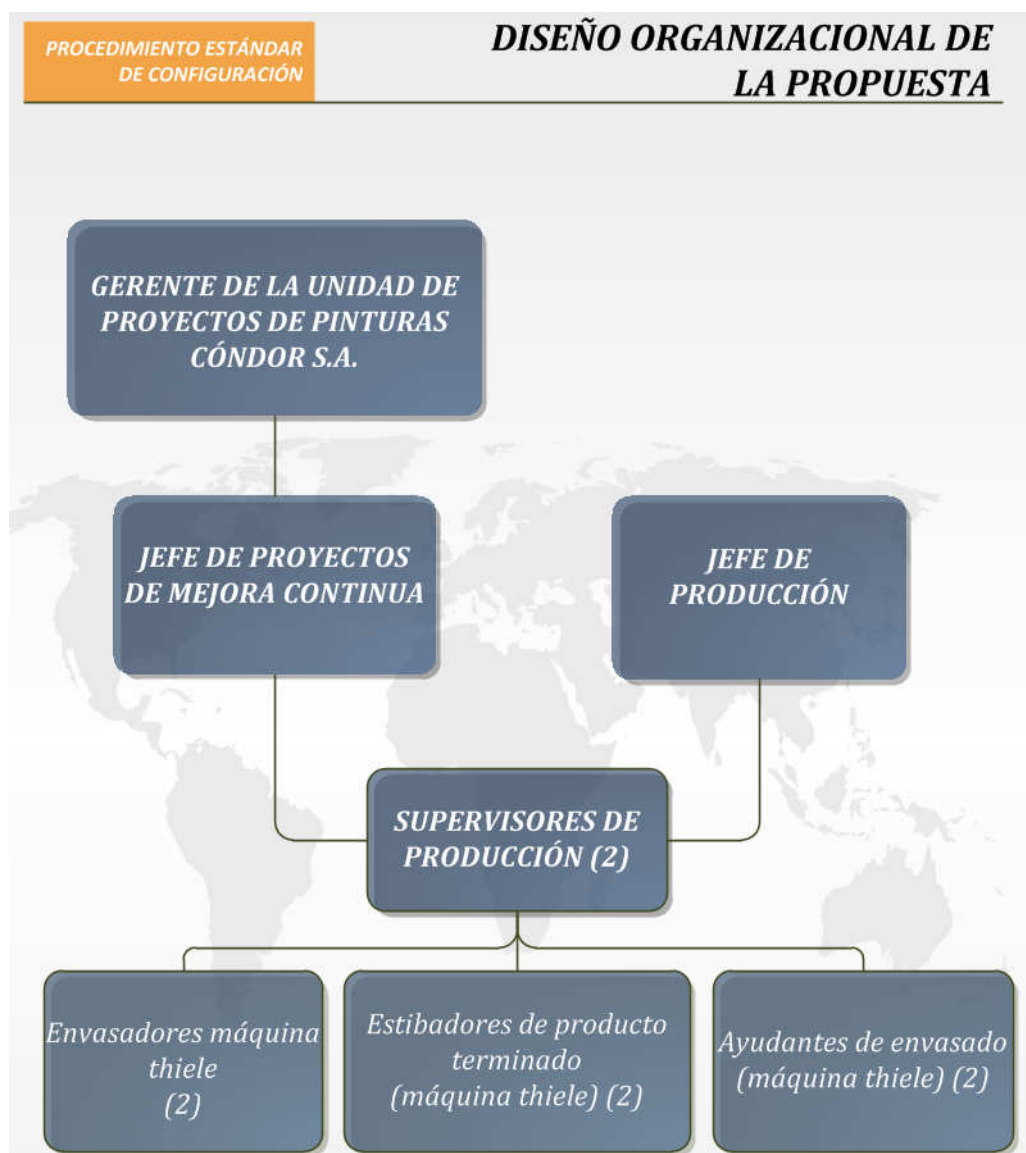 PROCEDIMIENTO ESTÁNDAR
DE CONFIGURACIÓN
DISEÑO ORGANIZACIONAL DE
LA PROPUESTA
GERENTE DE LA UNIDAD DE
PROYECTOS DE PINTURAS
CÓNDOR S.A.
JEFE DE PROYECTOS
DE MEJORA CONTINUA
JEFE DE
PRODUCCIÓN
SUPERVISORES DE
PRODUCCIÓN (2)
Envasadores máquina
thiele
(2)
Estibadores de producto
terminado
(máquina thiele) (2)
Ayudantes de envasado
(máquina thiele) (2)